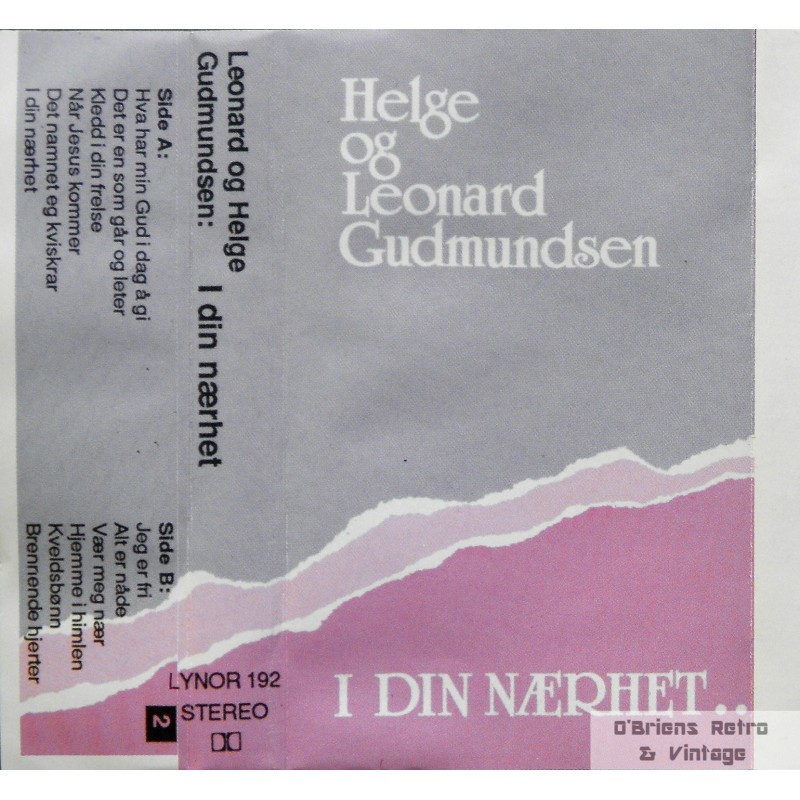 Helge
og
Leonard
Gudmundsen
I DIN NÆRHET..
Leonard og Helge
Gudmundsen: I din nærhet
Side A:
Hva har min Gud i dag å gi
Det er en som går og leter
Kledd i din frelse
Når Jesus kommer
Det namnet eg kviskrar
I din nærhet
Side B:
Jeg er fri
Alt er nåde
Vær meg nær
Hjemme i himlen
Kveldsbønn
Brennende hjerter
LYNOR 192
STEREO
2
O'Briens Retro
& Vintage